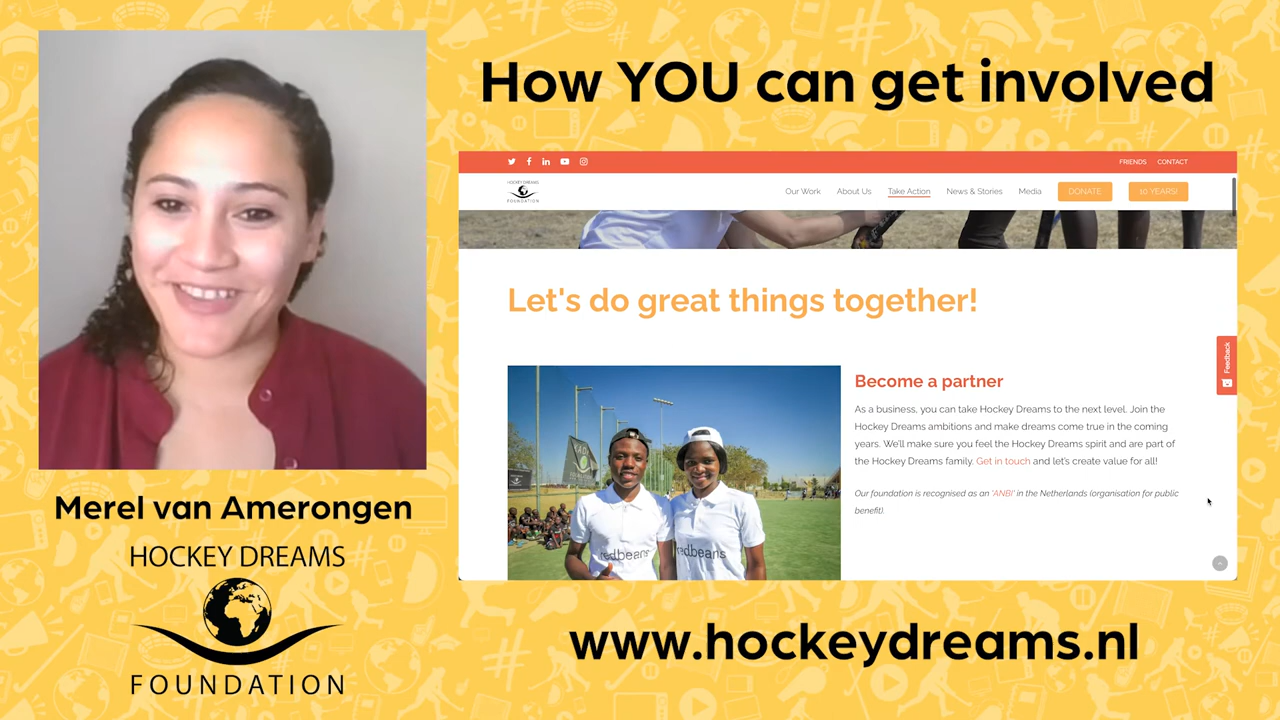 How YOU can get involved
FRIENDS CONTACT
HOCKEY DREAMS
FOUNDATION
Our Work About Us Take Action News & Stories Media DONATE 10 YEARS!
Let's do great things together!
Feedback
Become a partner
As a business, you can take Hockey Dreams to the next level. Join the
Hockey Dreams ambitions and make dreams come true in the coming
years. We'll make sure you feel the Hockey Dreams spirit and are part of
the Hockey Dreams family. Get in touch and let's create value for all!
Our foundation is recognised as an 'ANBI' in the Netherlands (organisation for public
benefit).
redbeans redbeans
Merel van Amerongen
HOCKEY DREAMS
FOUNDATION
www.hockeydreams.nl